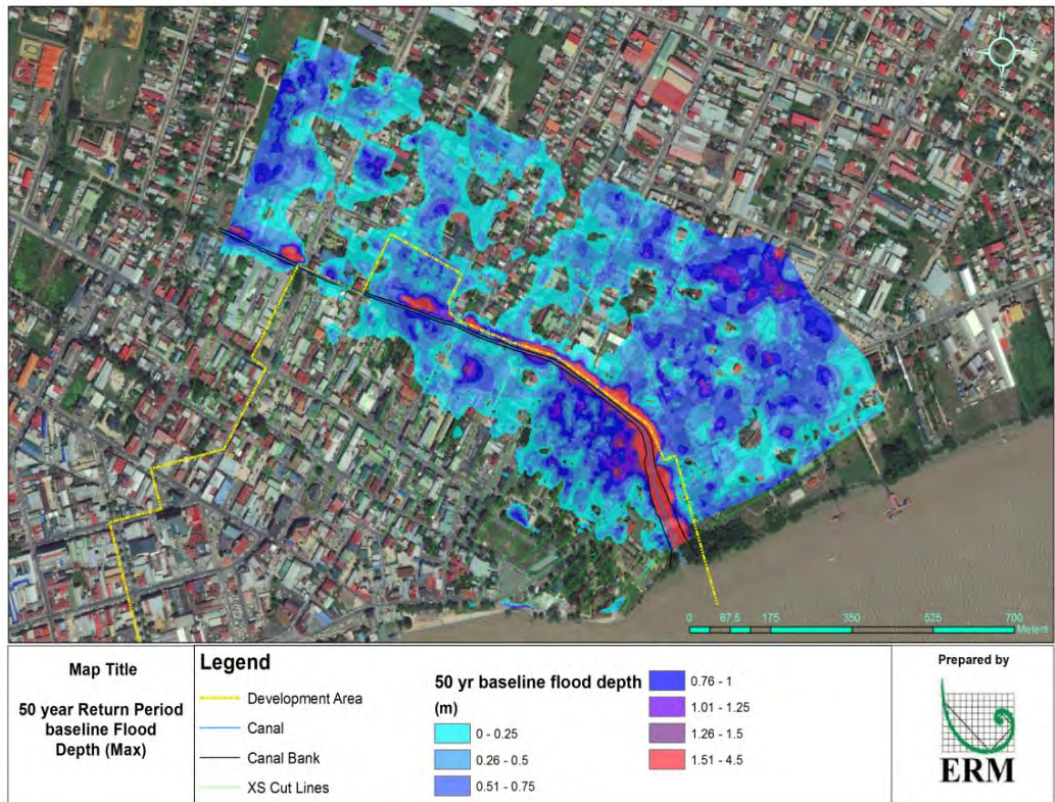 N
W
E
S
0 87.5 175 350 525 700
Meters
Map Title
50 year Return Period
baseline Flood
Depth (Max)
Legend
Development Area
Canal
Canal Bank
XS Cut Lines
50 yr baseline flood depth
(m)
0 - 0.25
0.26 - 0.5
0.51 - 0.75
0.76 - 1
1.01 - 1.25
1.26 - 1.5
1.51 - 4.5
Prepared by
ERM